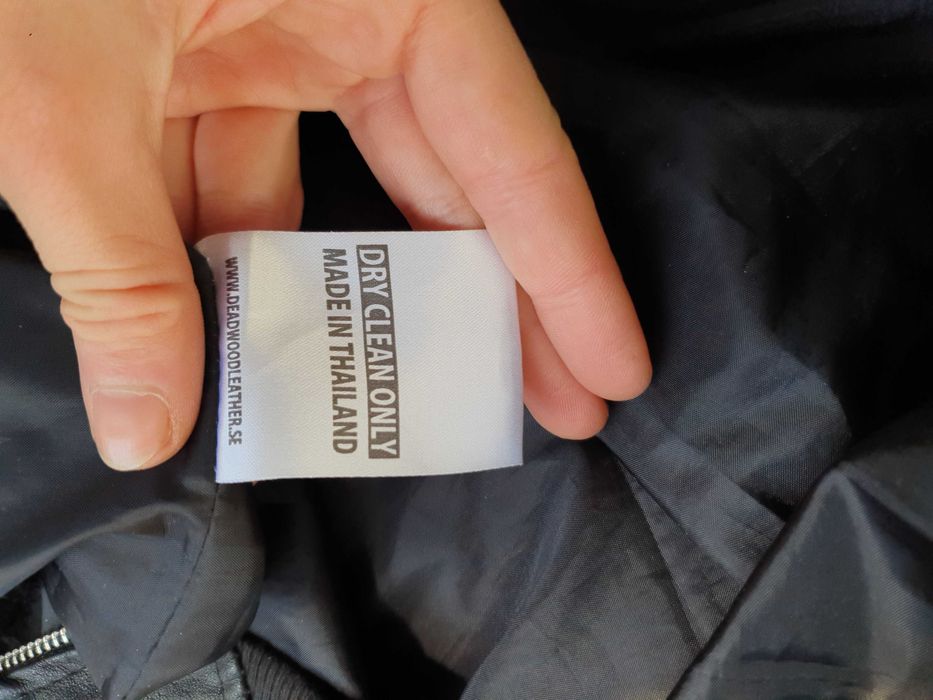 DRY CLEAN ONLY
MADE IN THAILAND
WWW.DEADWOODLEATHER.SE